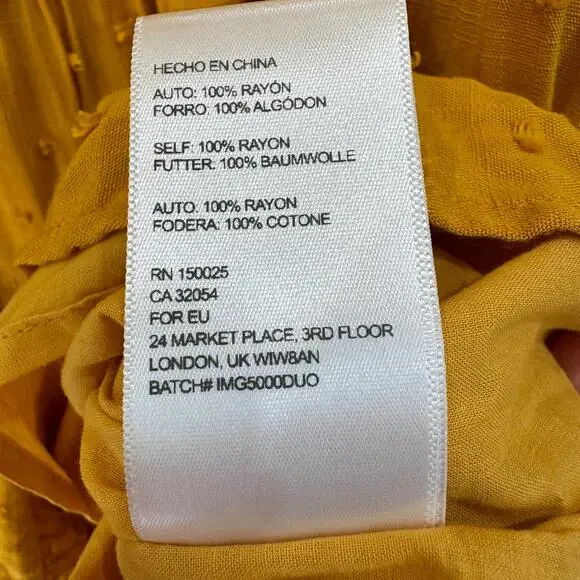 HECHO EN CHINA
AUTO: 100% RAYÓN
FORRO: 100% ALGÓDON
SELF: 100% RAYON
FUTTER: 100% BAUMWOLLE
AUTO: 100% RAYON
FODERA: 100% COTONE
RN 150025
CA 32054
FOR EU
24 MARKET PLACE, 3RD FLOOR
LONDON, UK WIW8AN
BATCH# IMG5000DUO